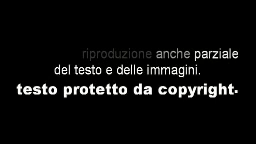 riproduzione anche parziale
del testo e delle immagini.
testo protetto da copyright-